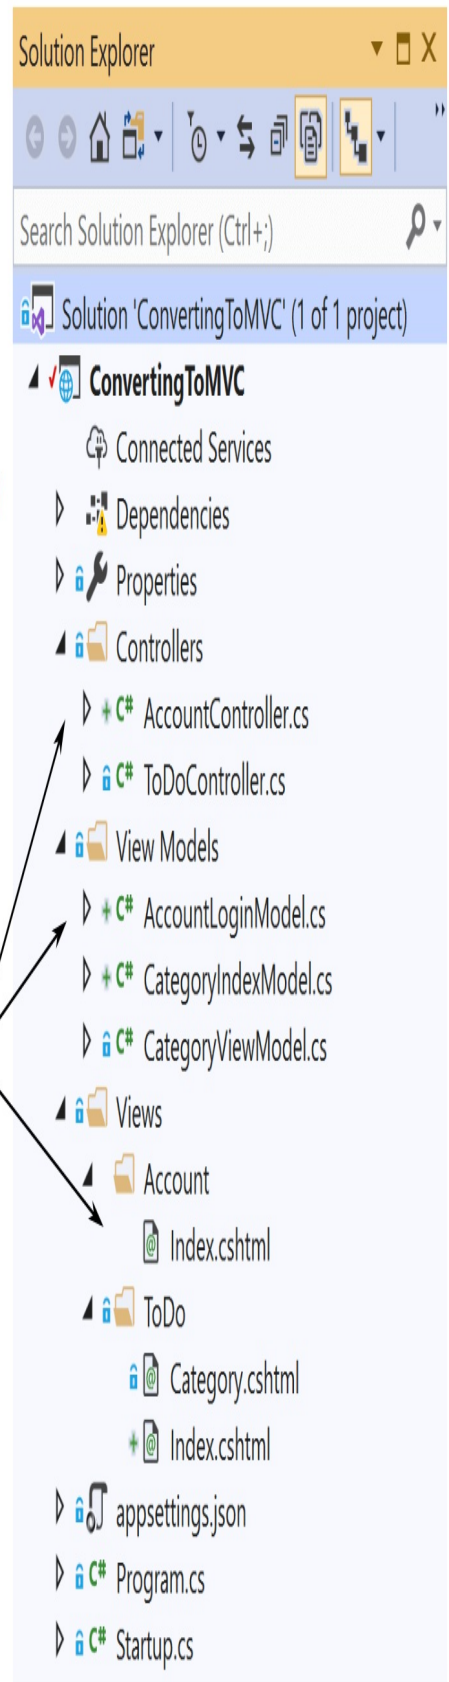 Solution Explorer
Search Solution Explorer (Ctrl+;)
Solution 'ConvertingToMVC' (1 of 1 project)
ConvertingToMVC
Connected Services
Dependencies
Properties
Controllers
C# AccountController.cs
C# ToDoController.cs
View Models
C# AccountLoginModel.cs
C# CategoryIndexModel.cs
C# CategoryViewModel.cs
Views
Account
Index.cshtml
ToDo
Category.cshtml
Index.cshtml
appsettings.json
C# Program.cs
C# Startup.cs